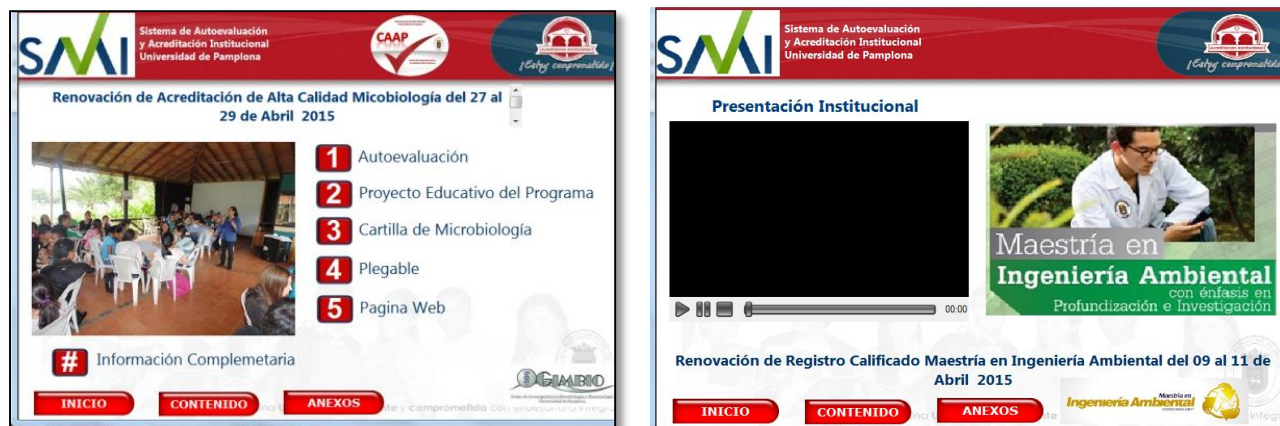 SAAI
Sistema de Autoevaluación
y Acreditación Institucional
Universidad de Pamplona
CAAP
¡Estoy comprometido!
Renovación de Acreditación de Alta Calidad Micobiología del 27 al
29 de Abril 2015
1 Autoevaluación
2 Proyecto Educativo del Programa
3 Cartilla de Microbiología
4 Plegable
5 Pagina Web
# Información Complemetaria
GIMBIO
INICIO CONTENIDO ANEXOS
y comprometida con
SAAI
Sistema de Autoevaluación
y Acreditación Institucional
Universidad de Pamplona
¡Estoy comprometido
Presentación Institucional
00:00
Maestría en
Ingeniería Ambiental
con énfasis en
Profundización e Investigación
Renovación de Registro Calificado Maestría en Ingeniería Ambiental del 09 al 11 de
Abril 2015
Maestría en
Ingeniería Ambiental
INICIO CONTENIDO ANEXOS